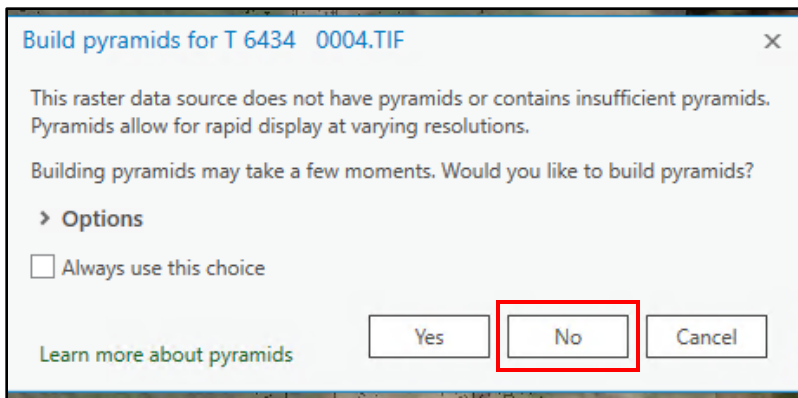 Build pyramids for T 6434   0004.TIF
This raster data source does not have pyramids or contains insufficient pyramids.
Pyramids allow for rapid display at varying resolutions.
Building pyramids may take a few moments. Would you like to build pyramids?
Options
Always use this choice
Yes No Cancel
Learn more about pyramids